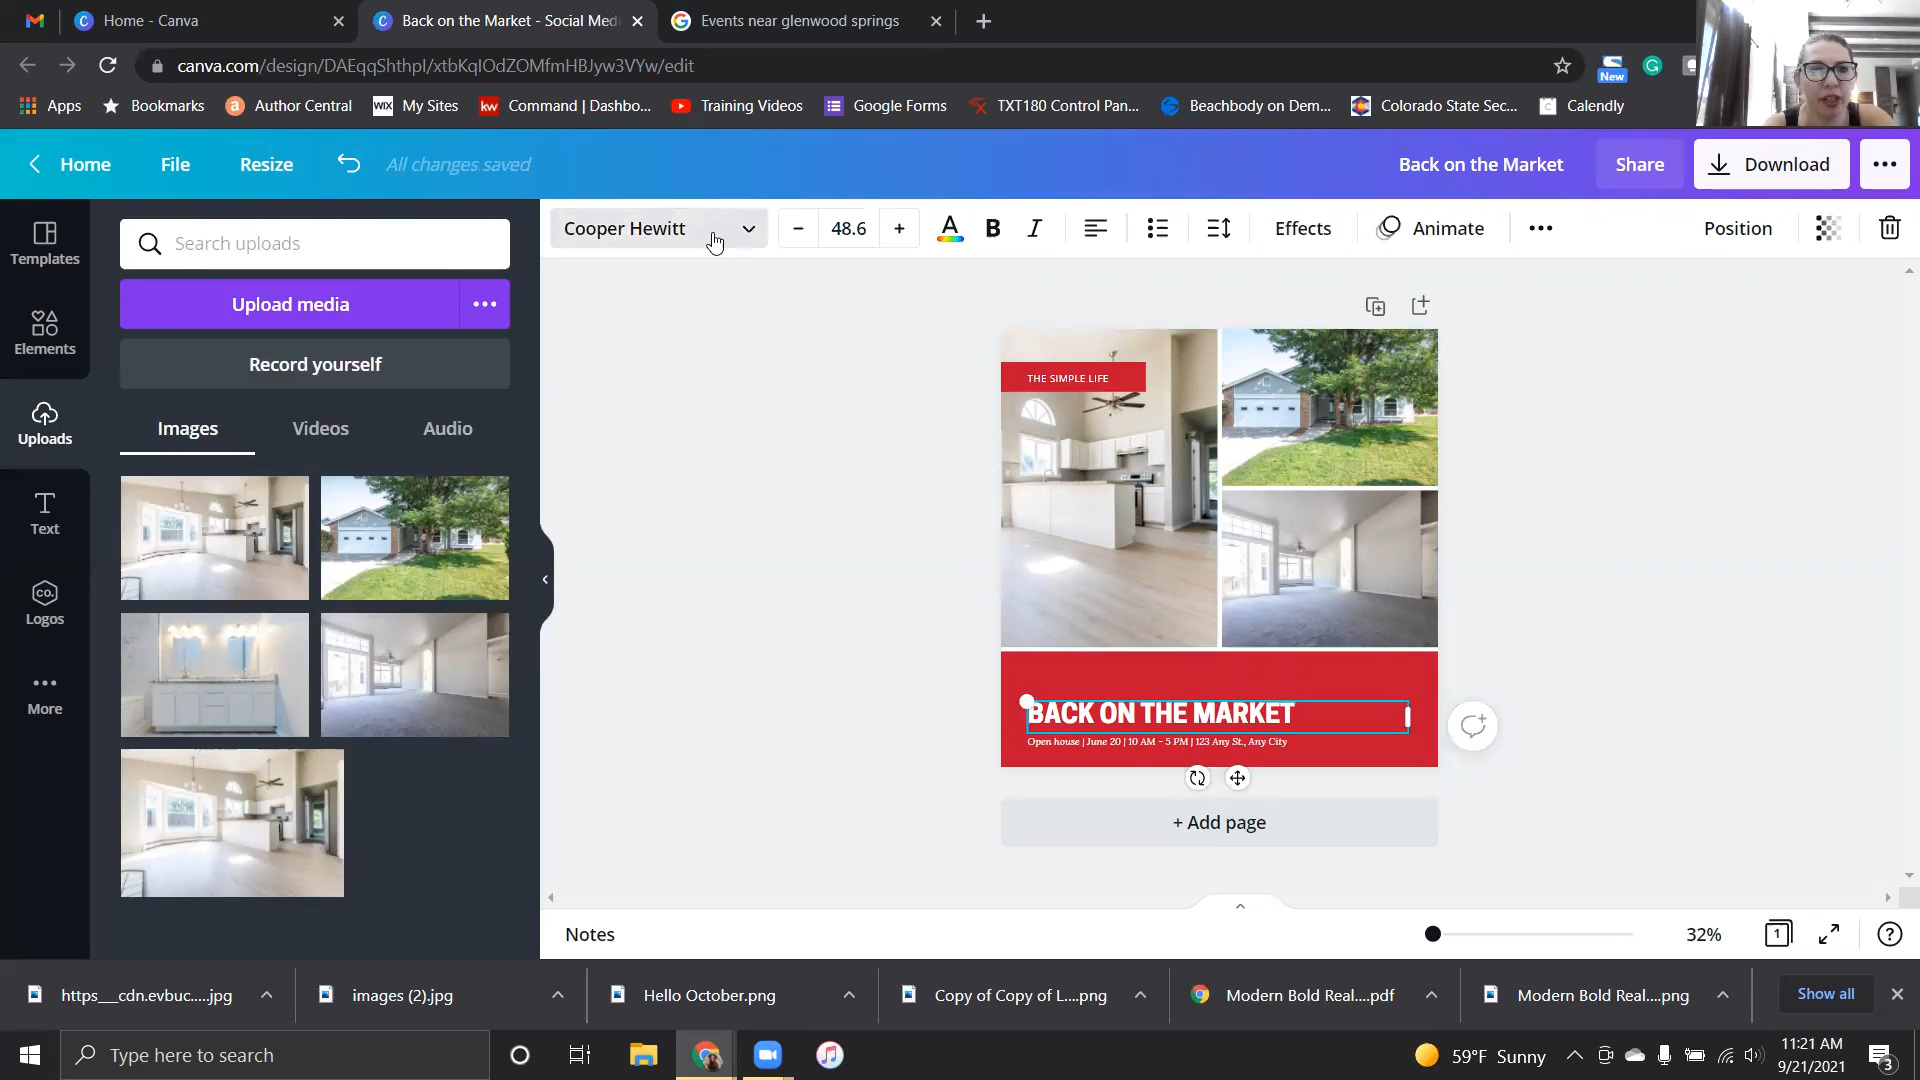 Home - Canva
Back on the Market - Social Med
Events near glenwood springs
canva.com/design/DAEqqShthpI/xtbKqIOdZOMfmHBJyw3VYw/edit
New
Apps
Bookmarks
Author Central
WIX My Sites
kw Command | Dashbo...
Training Videos
Google Forms
TXT180 Control Pan...
Beachbody on Dem...
Colorado State Sec...
Calendly
Home
File
Resize
All changes saved
Back on the Market
Share
Download
Templates
Elements
Uploads
Text
CO.
Logos
More
Search uploads
Upload media
Record yourself
Images
Videos
Audio
Cooper Hewitt
48.6
A
B
I
Effects
Animate
Position
THE SIMPLE LIFE
BACK ON THE MARKET
Open house | June 20 | 10 AM - 5 PM | 123 Any St., Any City
+ Add page
Notes
32%
1
https___cdn.evbuc.....jpg
images (2).jpg
Hello October.png
Copy of Copy of L....png
Modern Bold Real....pdf
Modern Bold Real....png
Show all
Type here to search
59°F Sunny
11:21 AM
9/21/2021
3